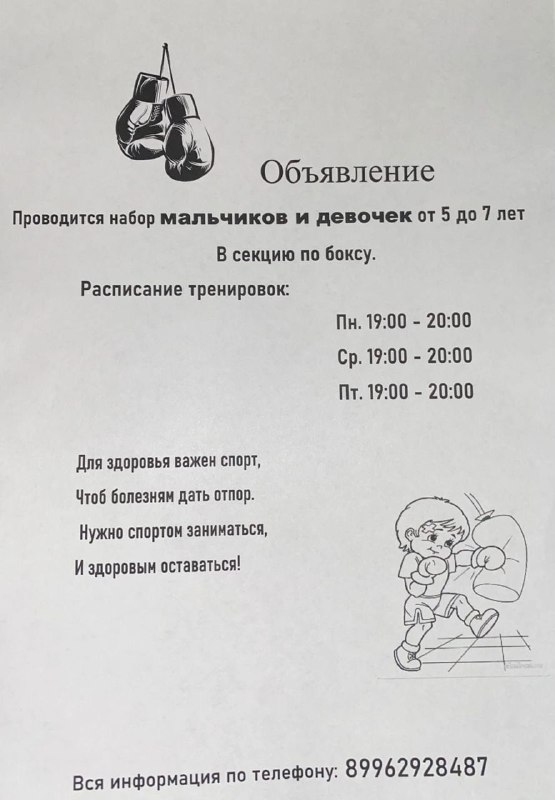 Объявление
Проводится набор мальчиков и девочек от 5 до 7 лет
В секцию по боксу.
Расписание тренировок:
Пн. 19:00 - 20:00
Ср. 19:00 - 20:00
Пт. 19:00 - 20:00
Для здоровья важен спорт,
Чтоб болезням дать отпор.
Нужно спортом заниматься,
И здоровым оставаться!
Вся информация по телефону: 89962928487